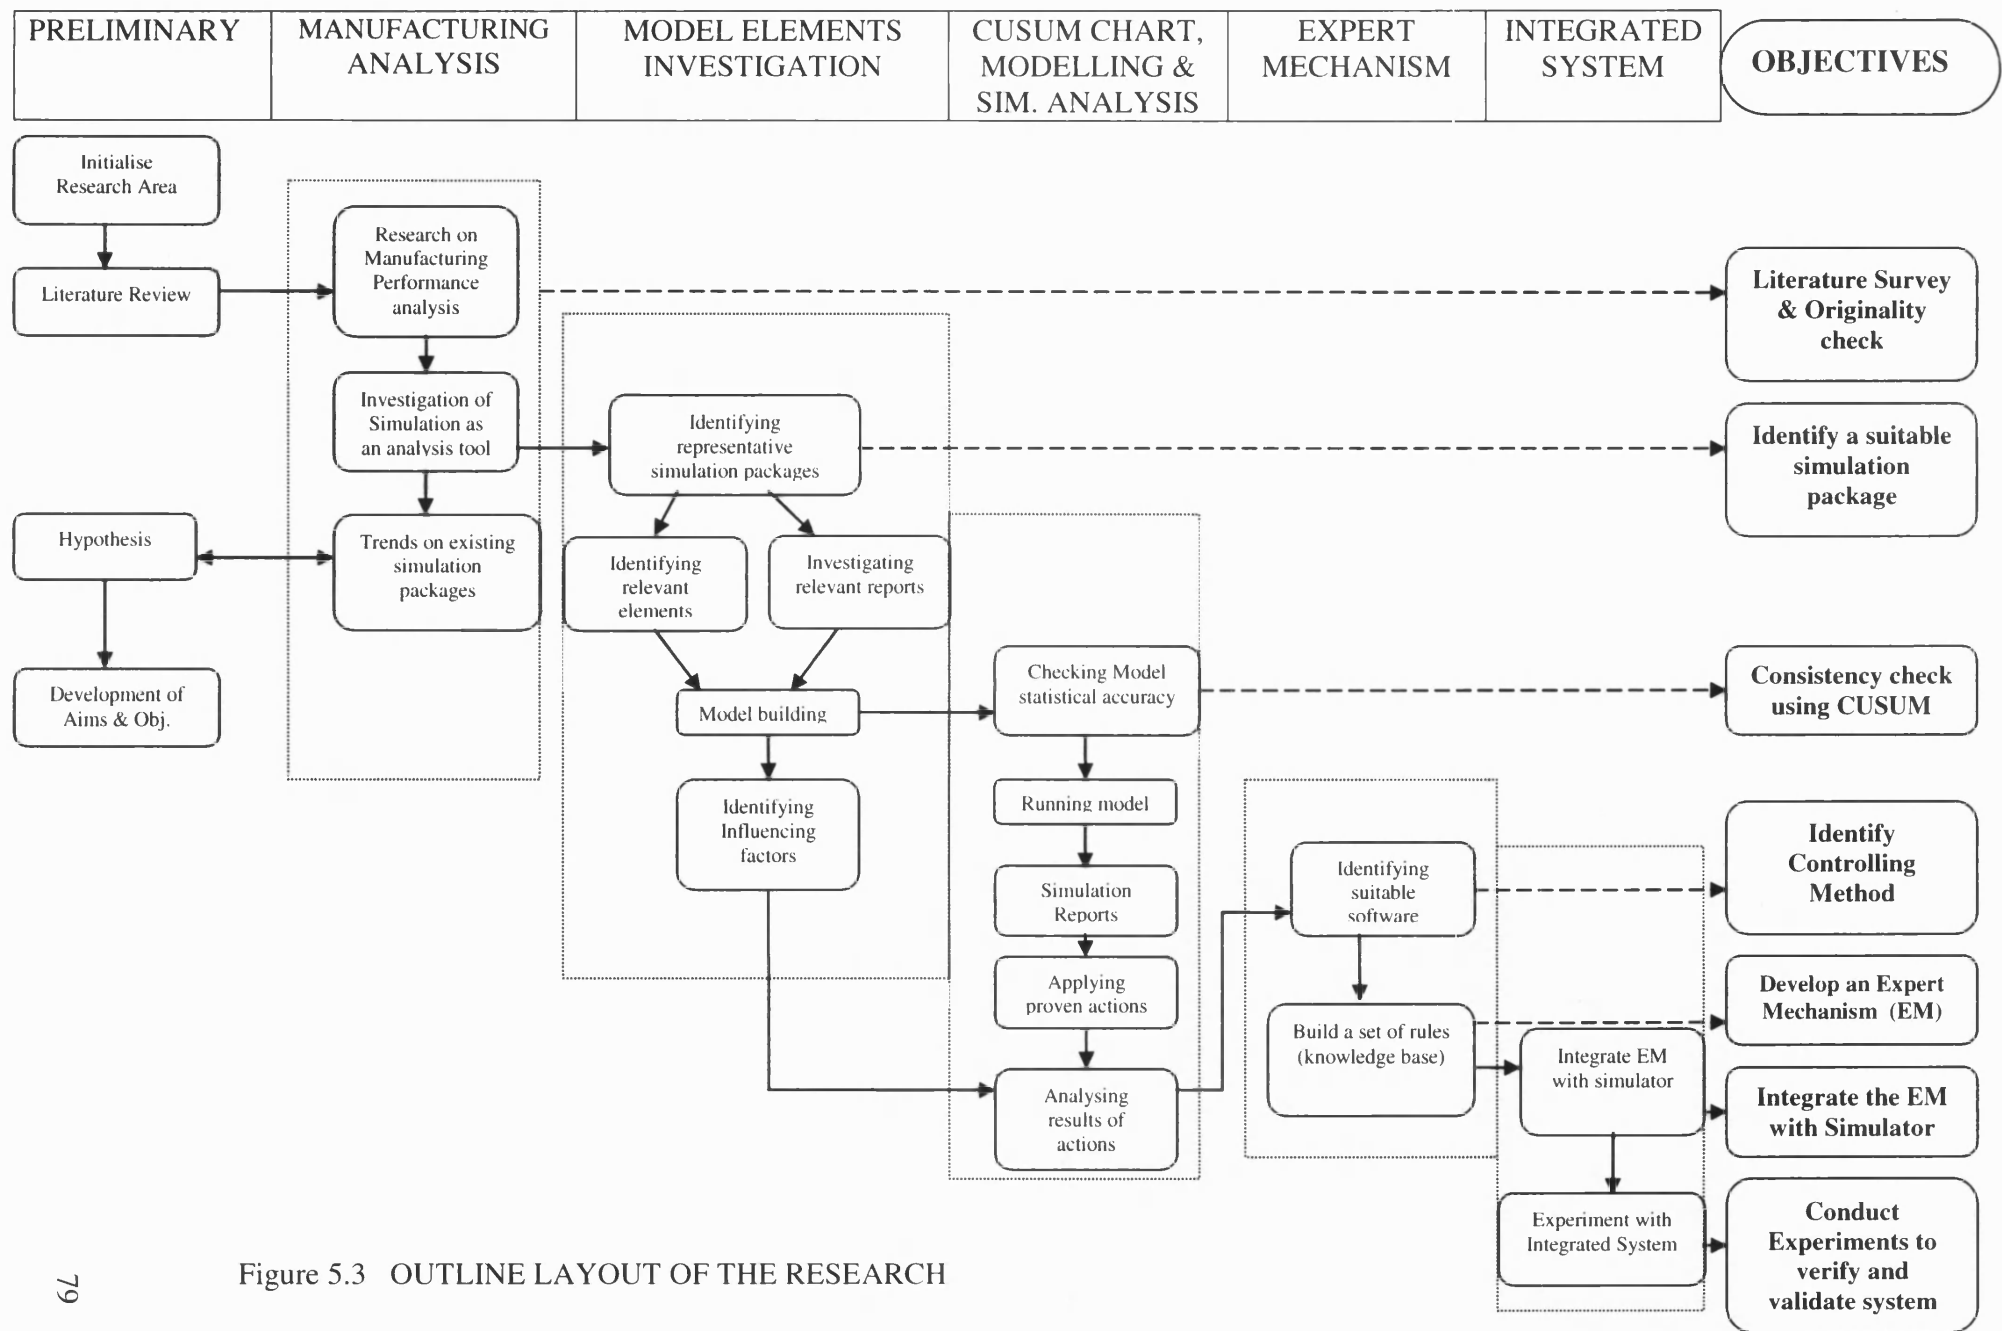 PRELIMINARY
MANUFACTURING
ANALYSIS
MODEL ELEMENTS
INVESTIGATION
CUSUM CHART,
MODELLING &
SIM. ANALYSIS
EXPERT
MECHANISM
INTEGRATED
SYSTEM
OBJECTIVES
Initialise
Research Area
Literature Review
Hypothesis
Development of
Aims & Obj.
Research on
Manufacturing
Performance
analysis
Investigation of
Simulation as
an analysis tool
Trends on existing
simulation
packages
Identifying
representative
simulation packages
Identifying
relevant
elements
Investigating
relevant reports
Model building
Identifying
Influencing
factors
Checking Model
statistical accuracy
Running model
Simulation
Reports
Applying
proven actions
Analysing
results of
actions
Identifying
suitable
software
Build a set of rules
(knowledge base)
Integrate EM
with simulator
Experiment with
Integrated System
Literature Survey
& Originality
check
Identify a suitable
simulation
package
Consistency check
using CUSUM
Identify
Controlling
Method
Develop an Expert
Mechanism (EM)
Integrate the EM
with Simulator
Conduct
Experiments to
verify and
validate system
Figure 5.3 OUTLINE LAYOUT OF THE RESEARCH
79